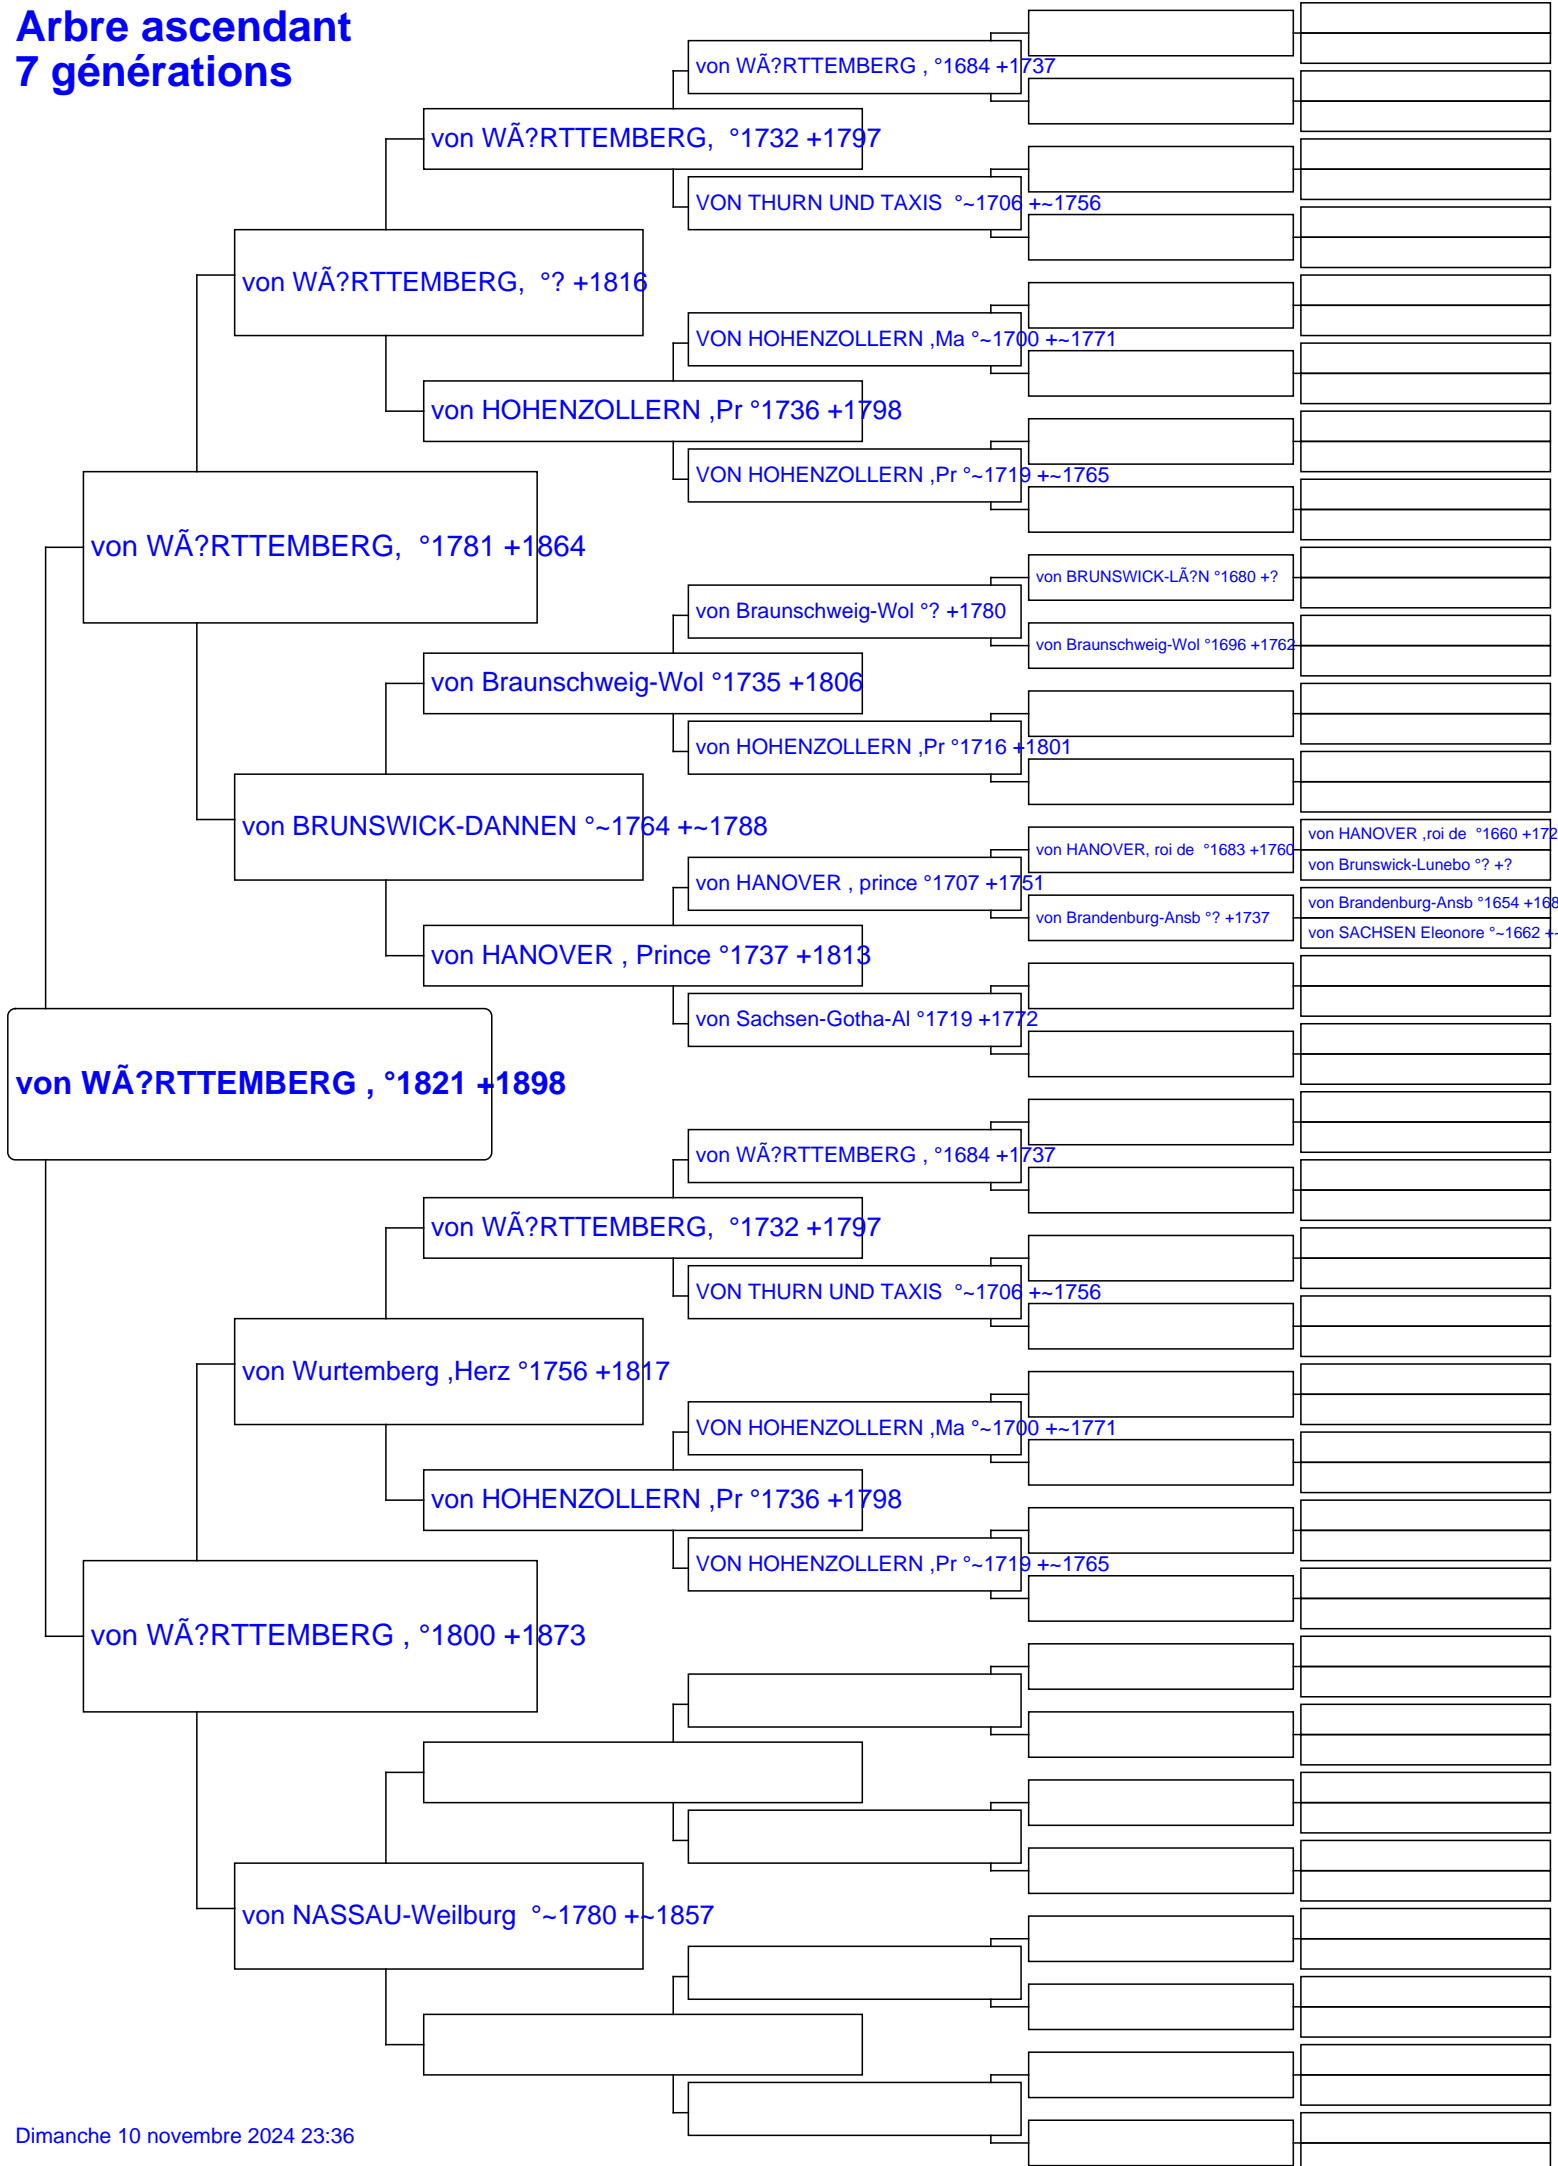 Arbre ascendant
7 générations
von WÃ?RTTEMBERG , °1684 +1737
von WÃ?RTTEMBERG, °1732 +1797
VON THURN UND TAXIS °~1706 +~1756
von WÃ?RTTEMBERG, °? +1816
VON HOHENZOLLERN ,Ma °~1700 +~1771
von HOHENZOLLERN ,Pr °1736 +1798
VON HOHENZOLLERN ,Pr °~1719 +~1765
von WÃ?RTTEMBERG, °1781 +1864
von BRUNSWICK-LÃ?N °1680 +?
von Braunschweig-Wol °? +1780
von Braunschweig-Wol °1696 +1762
von Braunschweig-Wol °1735 +1806
von HOHENZOLLERN ,Pr °1716 +1801
von BRUNSWICK-DANNEN °~1764 +~1788
von HANOVER ,roi de °1660 +172
von HANOVER, roi de °1683 +1760
von Brunswick-Lunebo °? +?
von HANOVER , prince °1707 +1751
von Brandenburg-Ansb °1654 +168
von Brandenburg-Ansb °? +1737
von SACHSEN Eleonore °~1662 +~
von HANOVER , Prince °1737 +1813
von Sachsen-Gotha-Al °1719 +1772
von WÃ?RTTEMBERG , °1821 +1898
von WÃ?RTTEMBERG , °1684 +1737
von WÃ?RTTEMBERG, °1732 +1797
VON THURN UND TAXIS °~1706 +~1756
von Wurtemberg ,Herz °1756 +1817
VON HOHENZOLLERN ,Ma °~1700 +~1771
von HOHENZOLLERN ,Pr °1736 +1798
VON HOHENZOLLERN ,Pr °~1719 +~1765
von WÃ?RTTEMBERG , °1800 +1873
von NASSAU-Weilburg °~1780 +~1857
Dimanche 10 novembre 2024 23:36